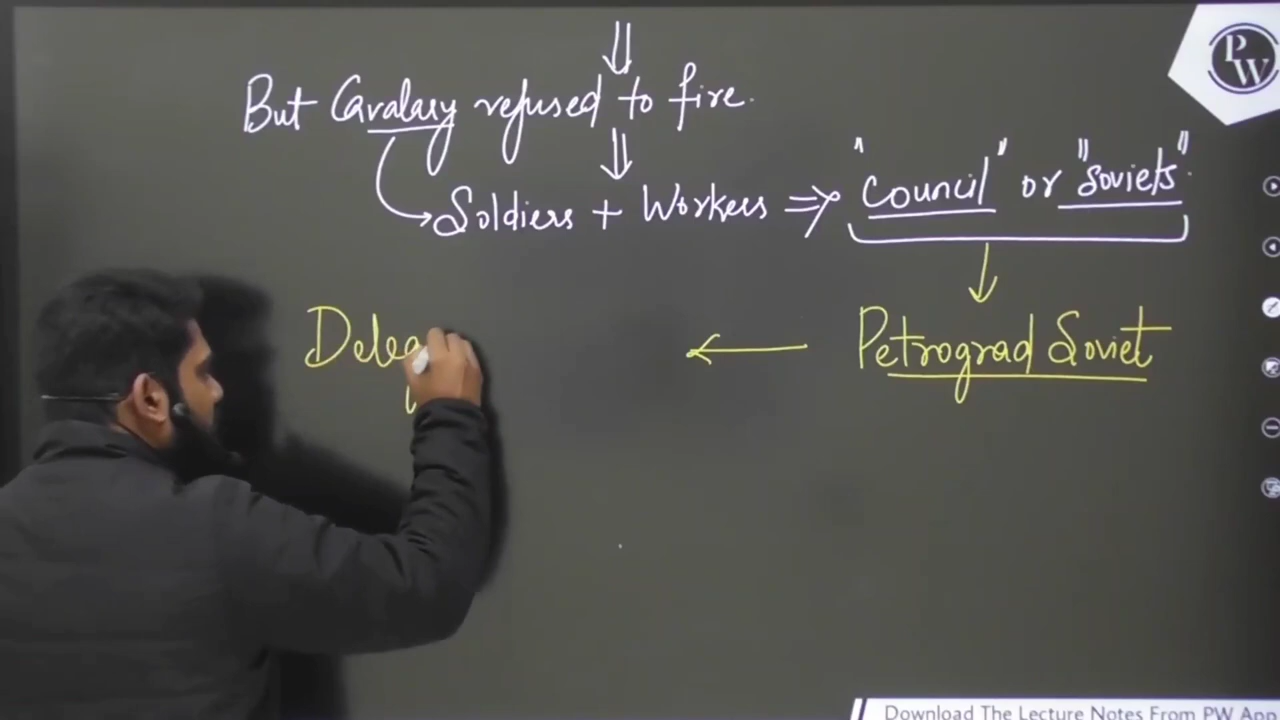 But Cavalary refused to fire.
Soldiers + Workers ⇒ "Council" or "Soviets"
Petrograd Soviet
Deleg
PW
Download The Lecture Notes From PW App